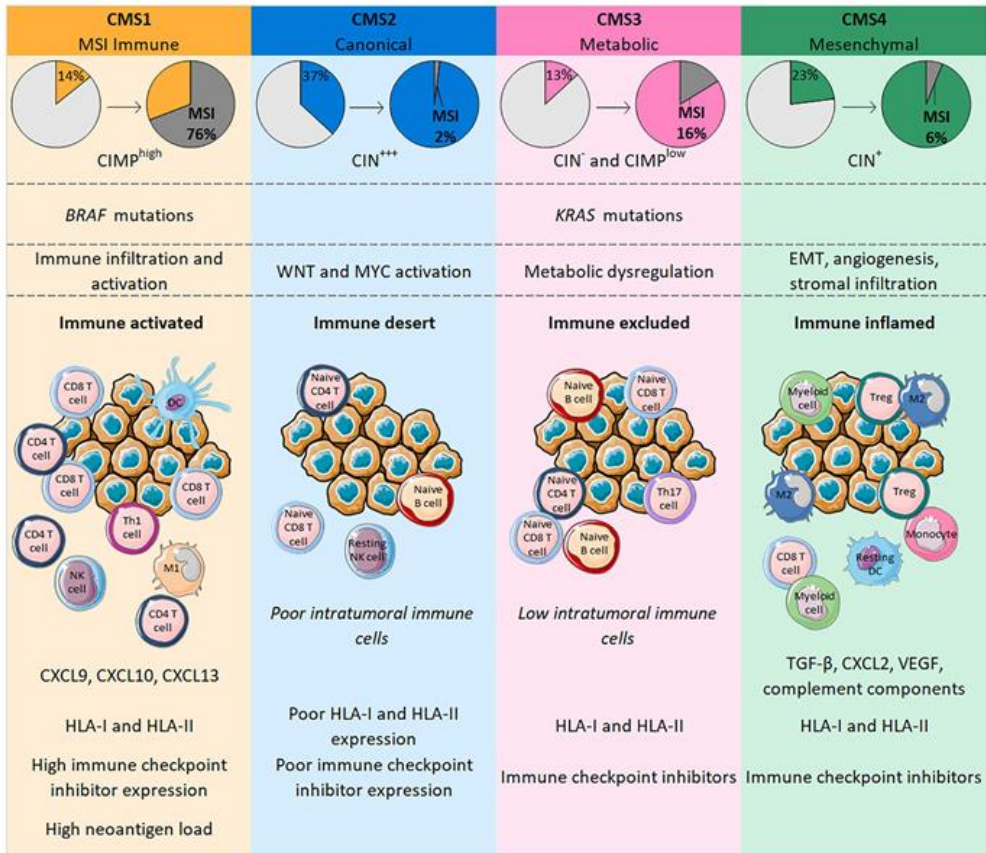 CMS1
MSI Immune
14%
MSI
76%
CIMPhigh
BRAF mutations
Immune infiltration and
activation
Immune activated
CD8 T
cell
DC
CD4 T
cell
CD8 T
cell
CD8 T
cell
Th1
cell
CD4 T
cell
NK
cell
M1
CD4 T
cell
CXCL9, CXCL10, CXCL13
HLA-I and HLA-II
High immune checkpoint
inhibitor expression
High neoantigen load
CMS2
Canonical
37%
MSI
2%
CIN+++
WNT and MYC activation
Immune desert
Naive
CD4 T
cell
Naive
B cell
Naive
CD8 T
cell
Resting
NK cell
Poor intratumoral immune
cells
Poor HLA-I and HLA-II
expression
Poor immune checkpoint
inhibitor expression
CMS3
Metabolic
13%
MSI
16%
CIN- and CIMPlow
KRAS mutations
Metabolic dysregulation
Immune excluded
Naive
B cell
Naive
CD8 T
cell
Naive
CD4 T
cell
Th17
cell
Naive
CD8 T
cell
Naive
B cell
Low intratumoral immune
cells
HLA-I and HLA-II
Immune checkpoint inhibitors
CMS4
Mesenchymal
23%
MSI
6%
CIN+
EMT, angiogenesis,
stromal infiltration
Immune inflamed
Myeloid
cell
Treg
M2
M2
Treg
Monocyte
CD8 T
cell
Resting
DC
Myeloid
cell
TGF-β, CXCL2, VEGF,
complement components
HLA-I and HLA-II
Immune checkpoint inhibitors